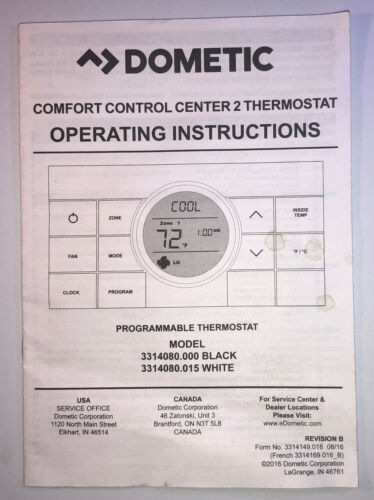 DOMETIC
COMFORT CONTROL CENTER 2 THERMOSTAT
OPERATING INSTRUCTIONS
ZONE
FAN
MODE
CLOCK
PROGRAM
COOL
Zone 1
72 °F
1:00 AM
LO
INSIDE
TEMP
°F / °C
PROGRAMMABLE THERMOSTAT
MODEL
3314080.000 BLACK
3314080.015 WHITE
USA
SERVICE OFFICE
Dometic Corporation
1120 North Main Street
Elkhart, IN 46514
CANADA
Dometic Corporation
46 Zatonski, Unit 3
Brantford, ON N3T 5L8
CANADA
For Service Center &
Dealer Locations
Please Visit:
www.eDometic.com
REVISION B
Form No. 3314149.018 06/16
(French 3314169.016_B)
©2016 Dometic Corporation
LaGrange, IN 46761